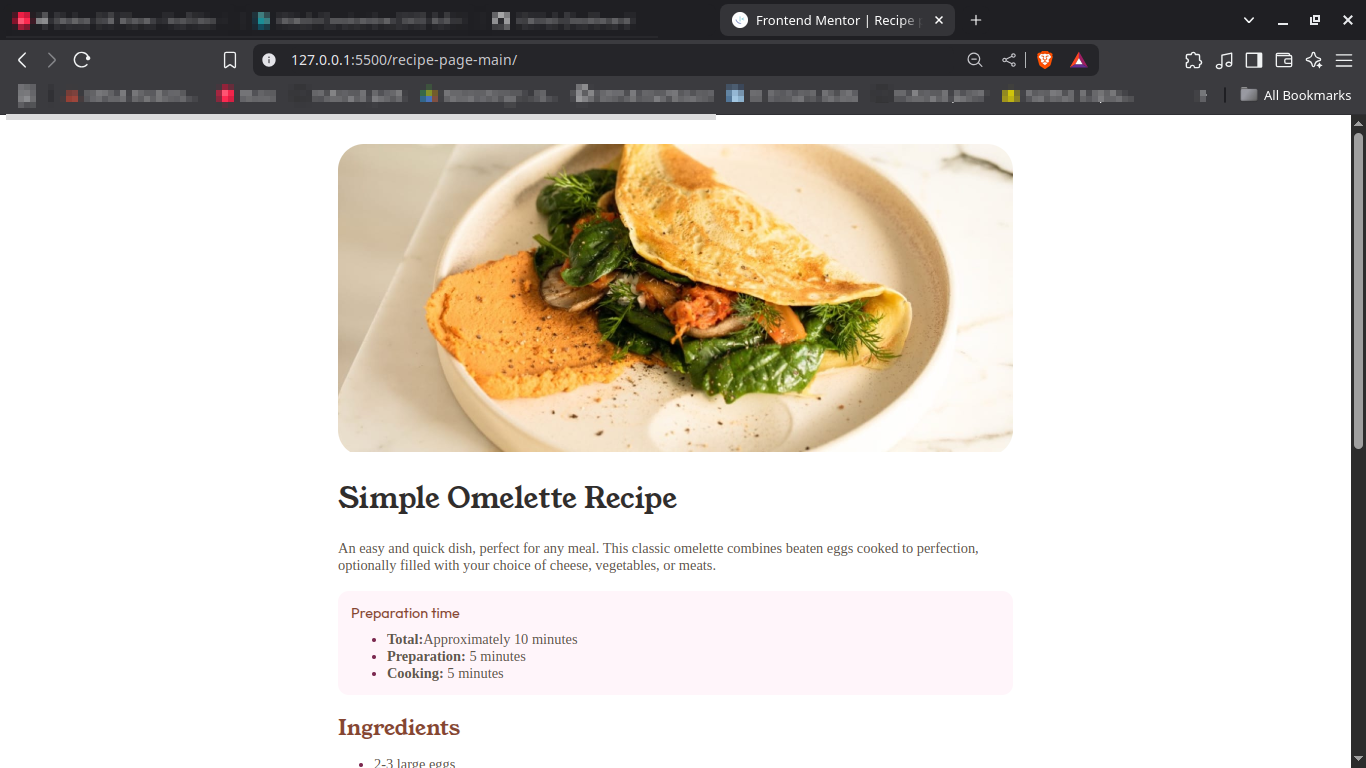 Frontend Mentor | Recipe
127.0.0.1:5500/recipe-page-main/
All Bookmarks
Simple Omelette Recipe
An easy and quick dish, perfect for any meal. This classic omelette combines beaten eggs cooked to perfection,
optionally filled with your choice of cheese, vegetables, or meats.
Preparation time
Total:Approximately 10 minutes
Preparation: 5 minutes
Cooking: 5 minutes
Ingredients
2-3 large eggs